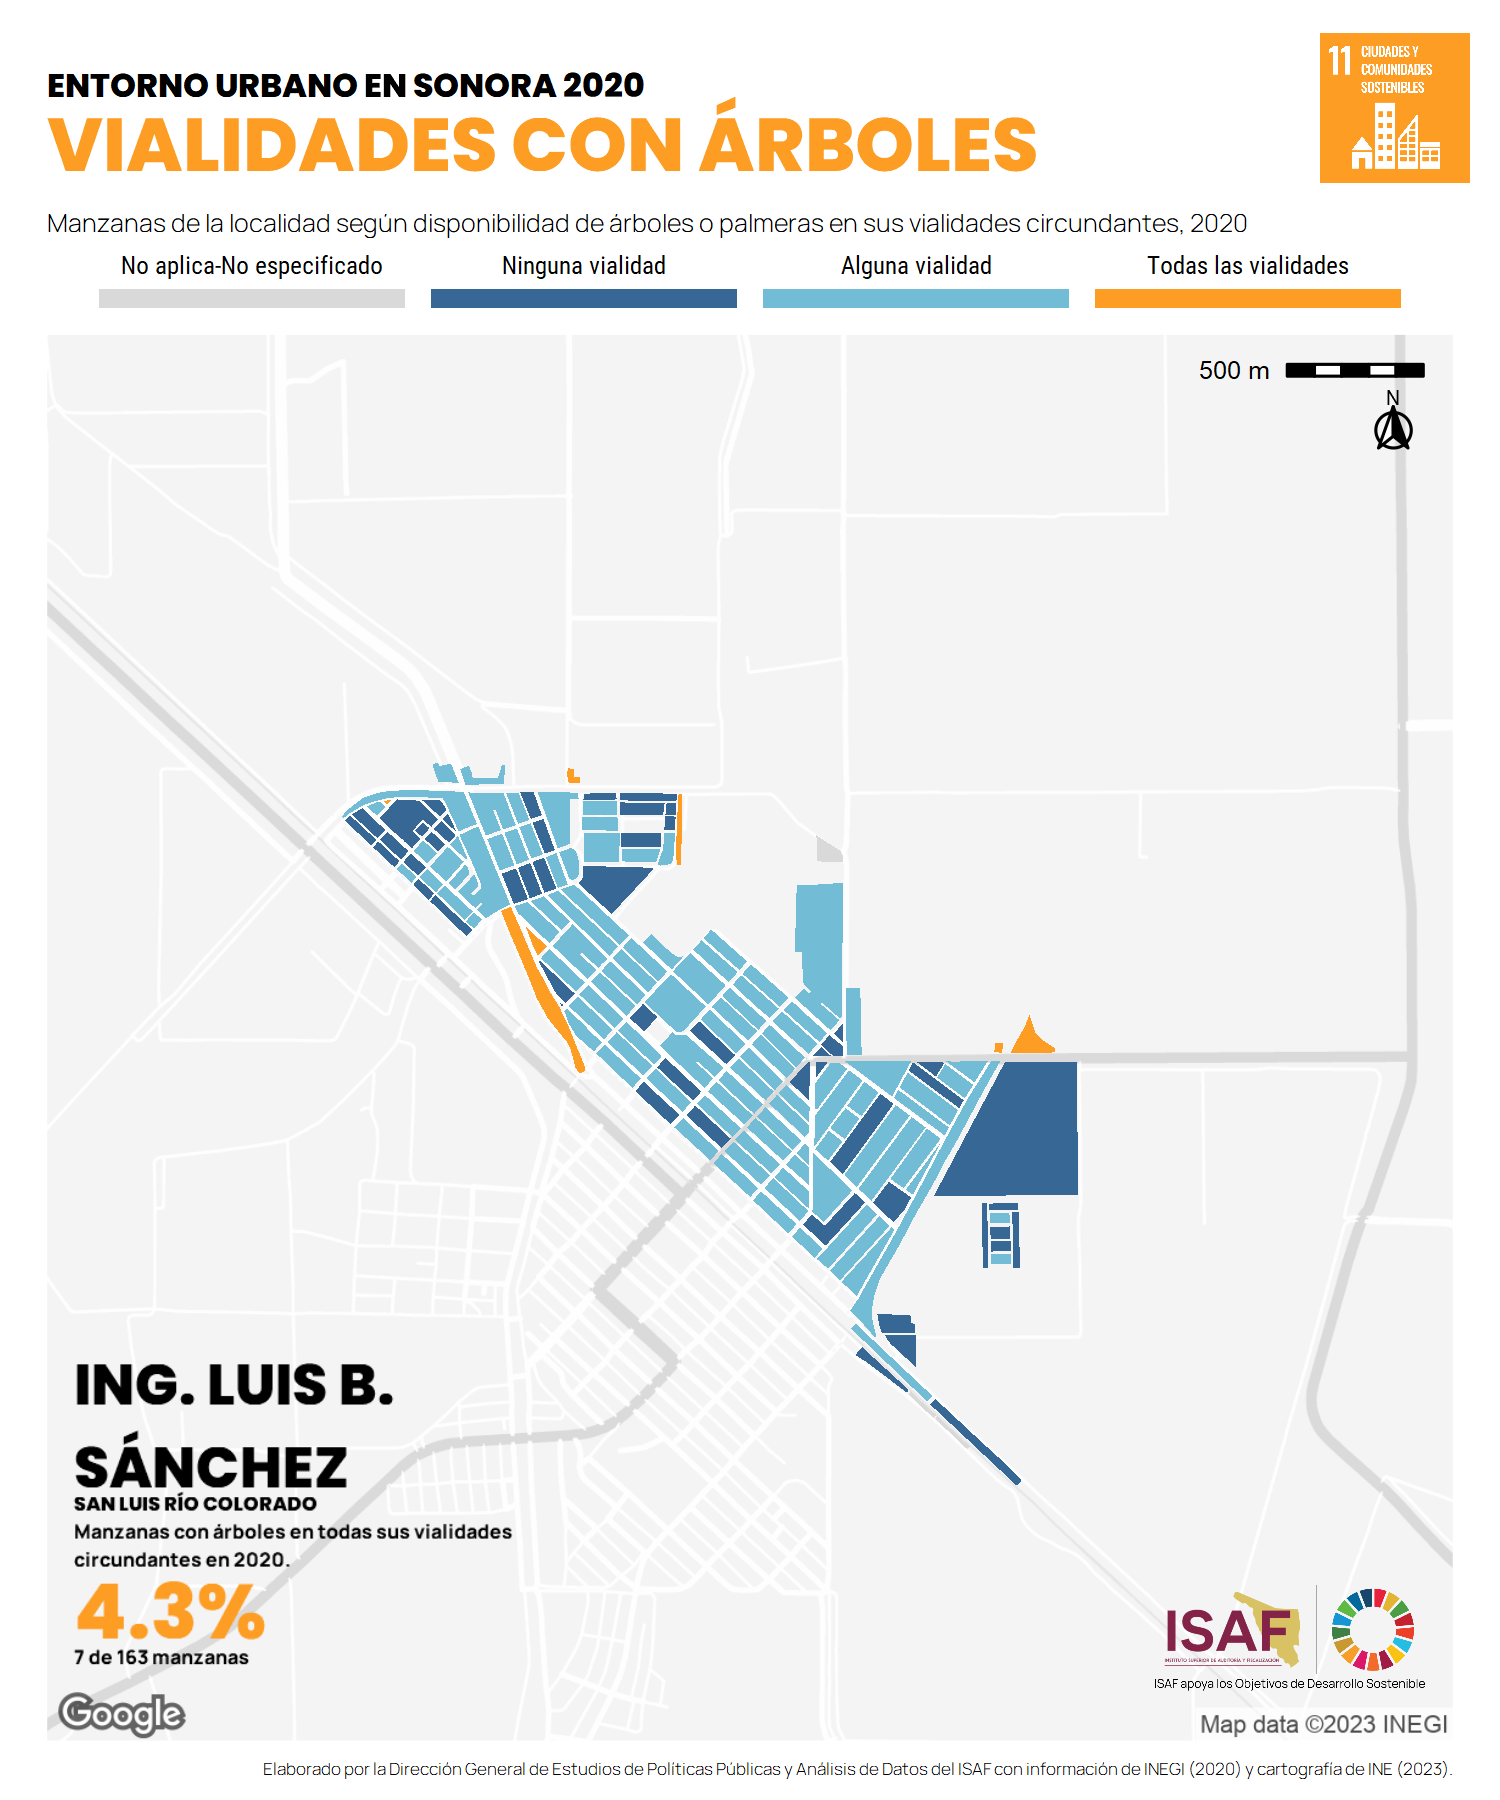 ENTORNO URBANO EN SONORA 2020
VIALIDADES CON ÁRBOLES
11 CIUDADES Y
COMUNIDADES
SOSTENIBLES
Manzanas de la localidad según disponibilidad de árboles o palmeras en sus vialidades circundantes, 2020
No aplica-No especificado
Ninguna vialidad
Alguna vialidad
Todas las vialidades
500 m
N
ING. LUIS B.
SÁNCHEZ
SAN LUIS RÍO COLORADO
Manzanas con árboles en todas sus vialidades
circundantes en 2020.
4.3%
7 de 163 manzanas
Google
ISAF
INSTITUTO SUPERIOR DE AUDITORÍA Y FISCALIZACIÓN
ISAF apoya los Objetivos de Desarrollo Sostenible
Map data ©2023 INEGI
Elaborado por la Dirección General de Estudios de Políticas Públicas y Análisis de Datos del ISAF con información de INEGI (2020) y cartografía de INE (2023).